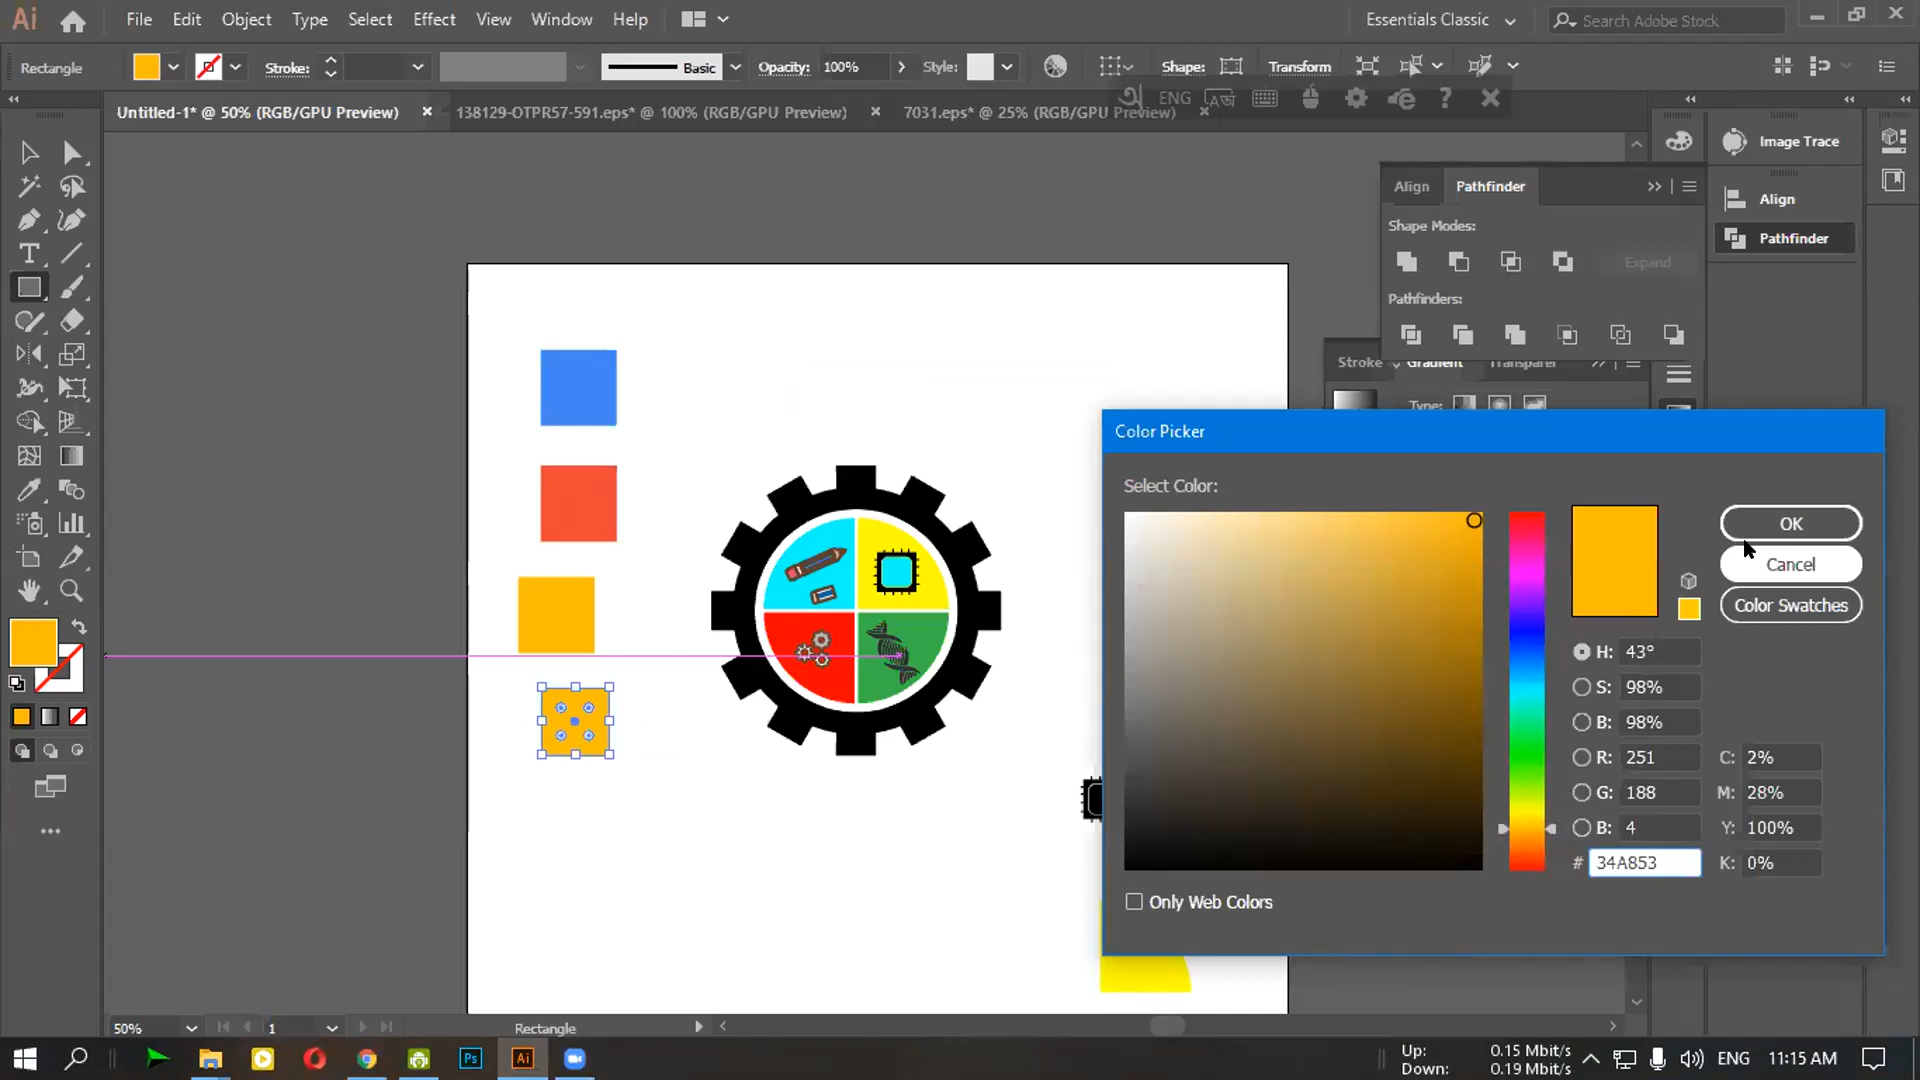 Ai File Edit Object Type Select Effect View Window Help Essentials Classic Search Adobe Stock
Rectangle Stroke: Basic Opacity: 100% Style: Shape: Transform
অ ENG
Untitled-1* @ 50% (RGB/GPU Preview) × 138129-OTPR57-591.eps* @ 100% (RGB/GPU Preview) × 7031.eps* @ 25% (RGB/GPU Preview) ×
Image Trace
Align Pathfinder
Align
Shape Modes:
Pathfinder
Expand
Pathfinders:
Stroke Gradient Transparer
Type:
Color Picker
Select Color:
OK
Cancel
Color Swatches
H: 43°
S: 98%
B: 98%
R: 251 C: 2%
G: 188 M: 28%
B: 4 Y: 100%
# 34A853 K: 0%
Only Web Colors
50% 1 Rectangle
Ps Ai Up: 0.15 Mbit/s
Down: 0.19 Mbit/s
ENG 11:15 AM